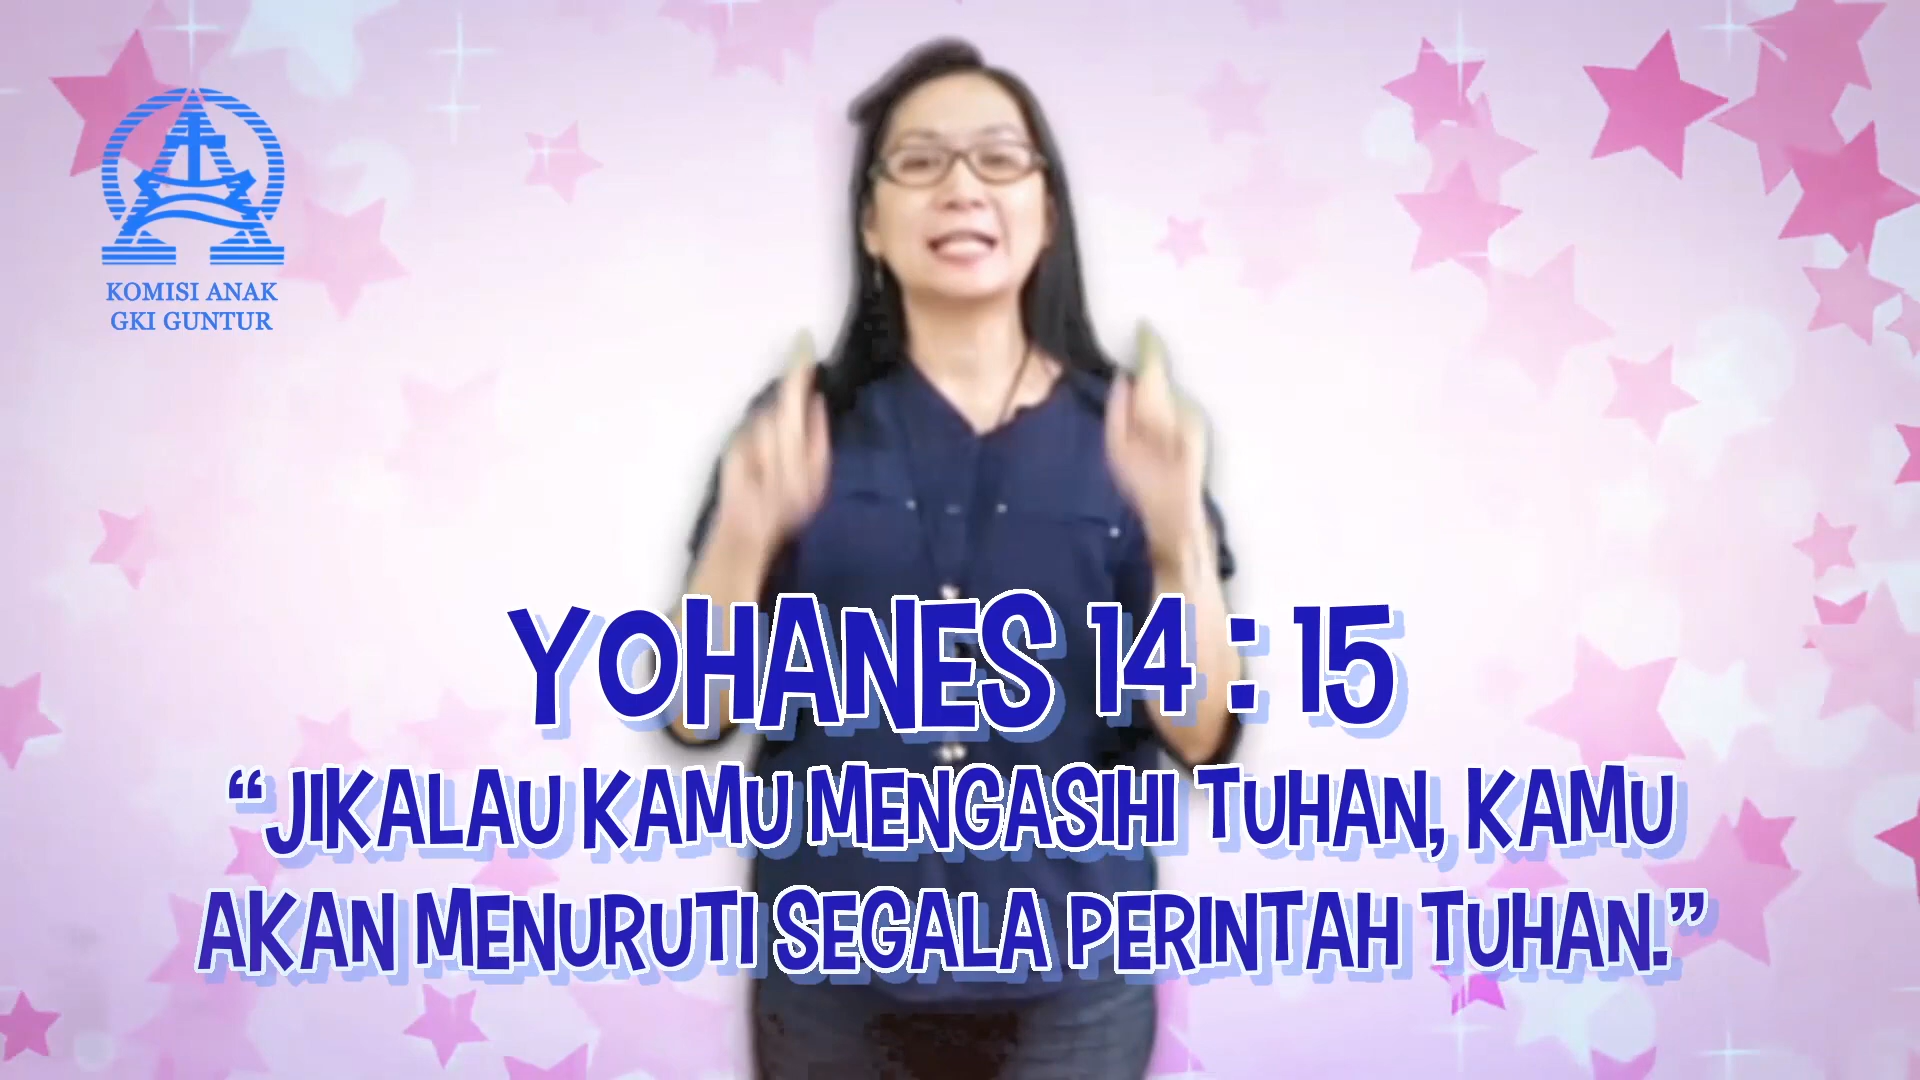 KOMISI ANAK
GKI GUNTUR
YOHANES 14 : 15
“JIKALAU KAMU MENGASIHI TUHAN, KAMU
AKAN MENURUTI SEGALA PERINTAH TUHAN.”